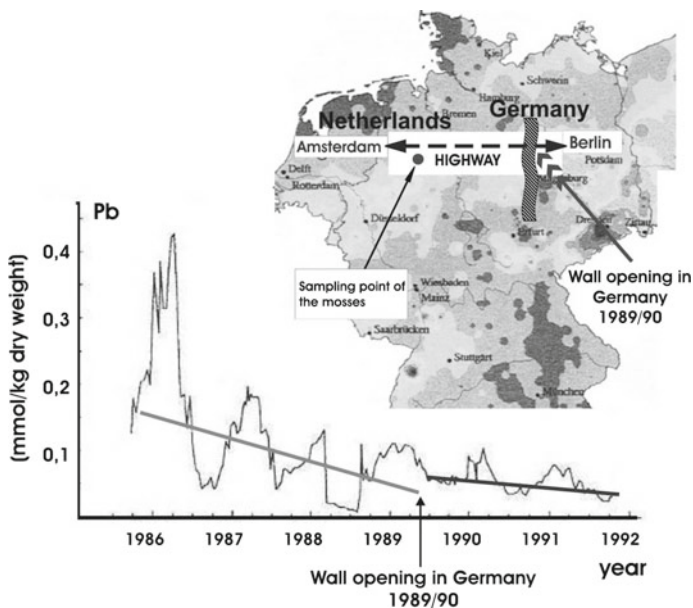 Kiel
Schwerin
Hamburg
Bremen
Netherlands
Germany
Amsterdam
Berlin
HIGHWAY
Potsdam
Delft
Rotterdam
Düsseldorf
Erfurt
Sampling point of
the mosses
Wall opening in
Germany
1989/90
Wiesbaden
Mainz
Saarbrücken
Stuttgart
München
Pb
(mmol/kg dry weight)
0,4
0,3
0,2
0,1
1986
1987
1988
1989
1990
1991
1992
year
Wall opening in Germany
1989/90